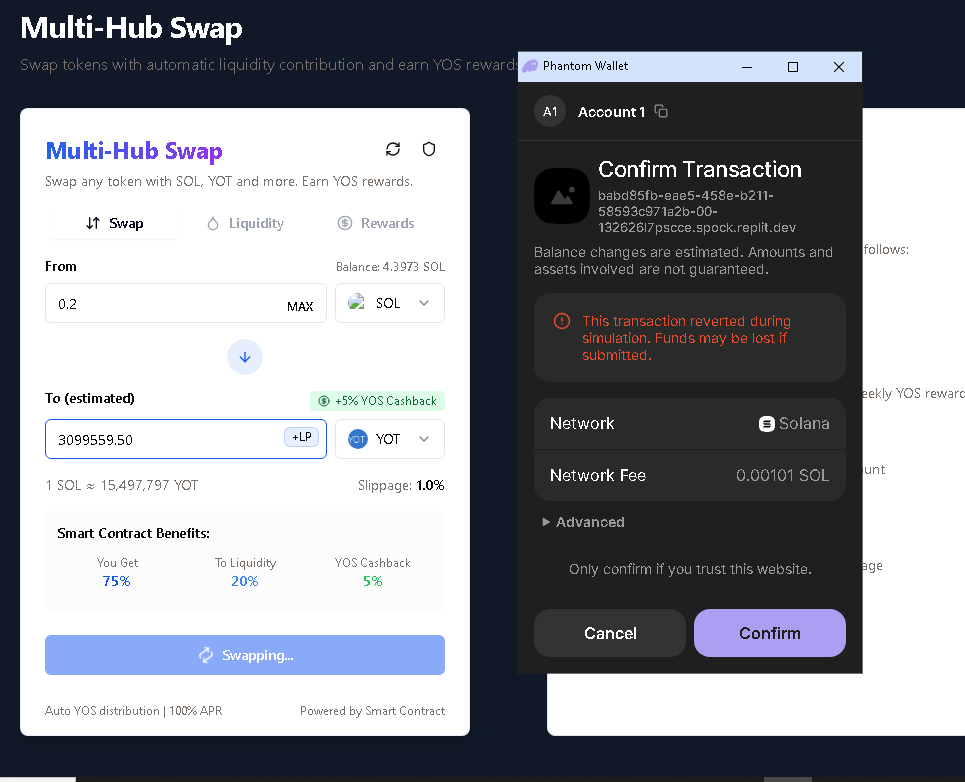 Multi-Hub Swap
Swap tokens with automatic liquidity contribution and earn YOS rewards
Multi-Hub Swap
Swap any token with SOL, YOT and more. Earn YOS rewards.
Swap
Liquidity
Rewards
From
Balance: 4.3973 SOL
0.2
MAX
SOL
To (estimated)
+5% YOS Cashback
3099559.50
+LP
YOT
YOT
1 SOL ≈ 15,497,797 YOT
Slippage: 1.0%
Smart Contract Benefits:
You Get
To Liquidity
YOS Cashback
75%
20%
5%
Swapping...
Auto YOS distribution | 100% APR
Powered by Smart Contract
Phantom Wallet
A1
Account 1
Confirm Transaction
babd85fb-eae5-458e-b211-
58593c971a2b-00-
132626l7pscce.spock.replit.dev
Balance changes are estimated. Amounts and
assets involved are not guaranteed.
This transaction reverted during
simulation. Funds may be lost if
submitted.
Network
Solana
Network Fee
0.00101 SOL
Advanced
Only confirm if you trust this website.
Cancel
Confirm
follows:
eekly YOS reward
ount
age